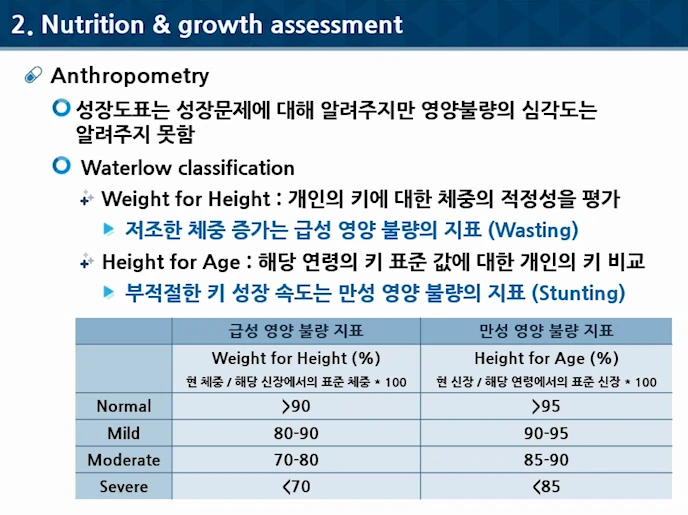 2. Nutrition & growth assessment
Anthropometry
성장도표는 성장문제에 대해 알려주지만 영양불량의 심각도는
알려주지 못함
Waterlow classification
Weight for Height : 개인의 키에 대한 체중의 적정성을 평가
저조한 체중 증가는 급성 영양 불량의 지표 (Wasting)
Height for Age : 해당 연령의 키 표준 값에 대한 개인의 키 비교
부적절한 키 성장 속도는 만성 영양 불량의 지표 (Stunting)
급성 영양 불량 지표 만성 영양 불량 지표
Weight for Height (%) Height for Age (%)
현 체중 / 해당 신장에서의 표준 체중 * 100 현 신장 / 해당 연령에서의 표준 신장 * 100
Normal >90 >95
Mild 80-90 90-95
Moderate 70-80 85-90
Severe <70 <85